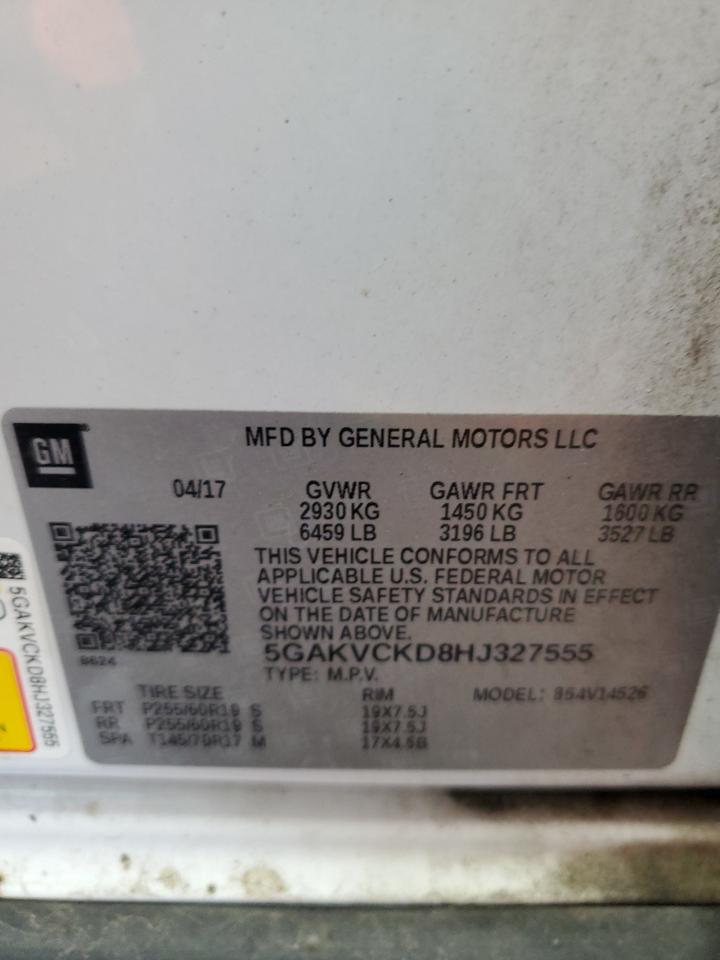 GM
MFD BY GENERAL MOTORS LLC
04/17 GVWR GAWR FRT GAWR RR
2930 KG 1450 KG 1600 KG
6459 LB 3196 LB 3527 LB
THIS VEHICLE CONFORMS TO ALL
APPLICABLE U.S. FEDERAL MOTOR
VEHICLE SAFETY STANDARDS IN EFFECT
ON THE DATE OF MANUFACTURE
SHOWN ABOVE.
5GAKVCKD8HJ327555
TYPE: M.P.V. MODEL:
TIRE SIZE RIM
FRT P255/60R19 S 19X7.5J
RR P255/60R19 S 19X7.5J
SPA T145/70R17 M 17X4.5B
5GAKVCKD8HJ327555